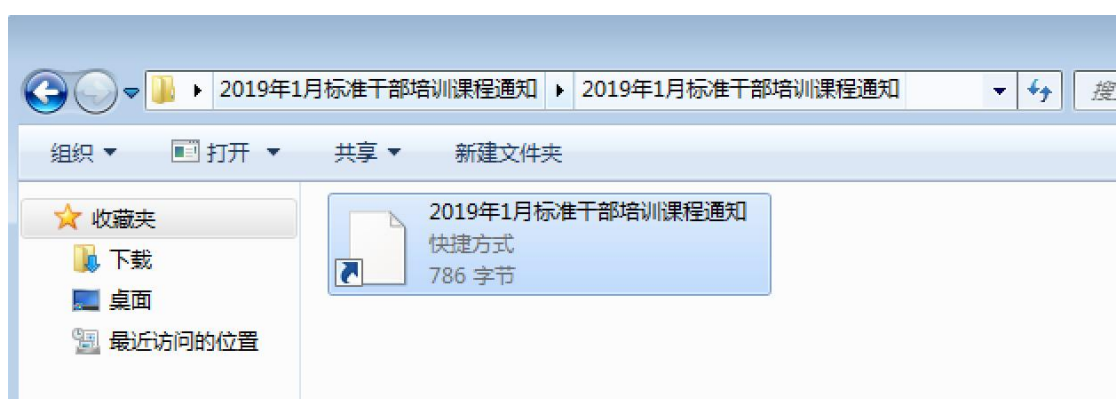 2019年1月标准干部培训课程通知 2019年1月标准干部培训课程通知
组织 打开 共享 新建文件夹
收藏夹
下载
桌面
最近访问的位置
2019年1月标准干部培训课程通知
快捷方式
786 字节